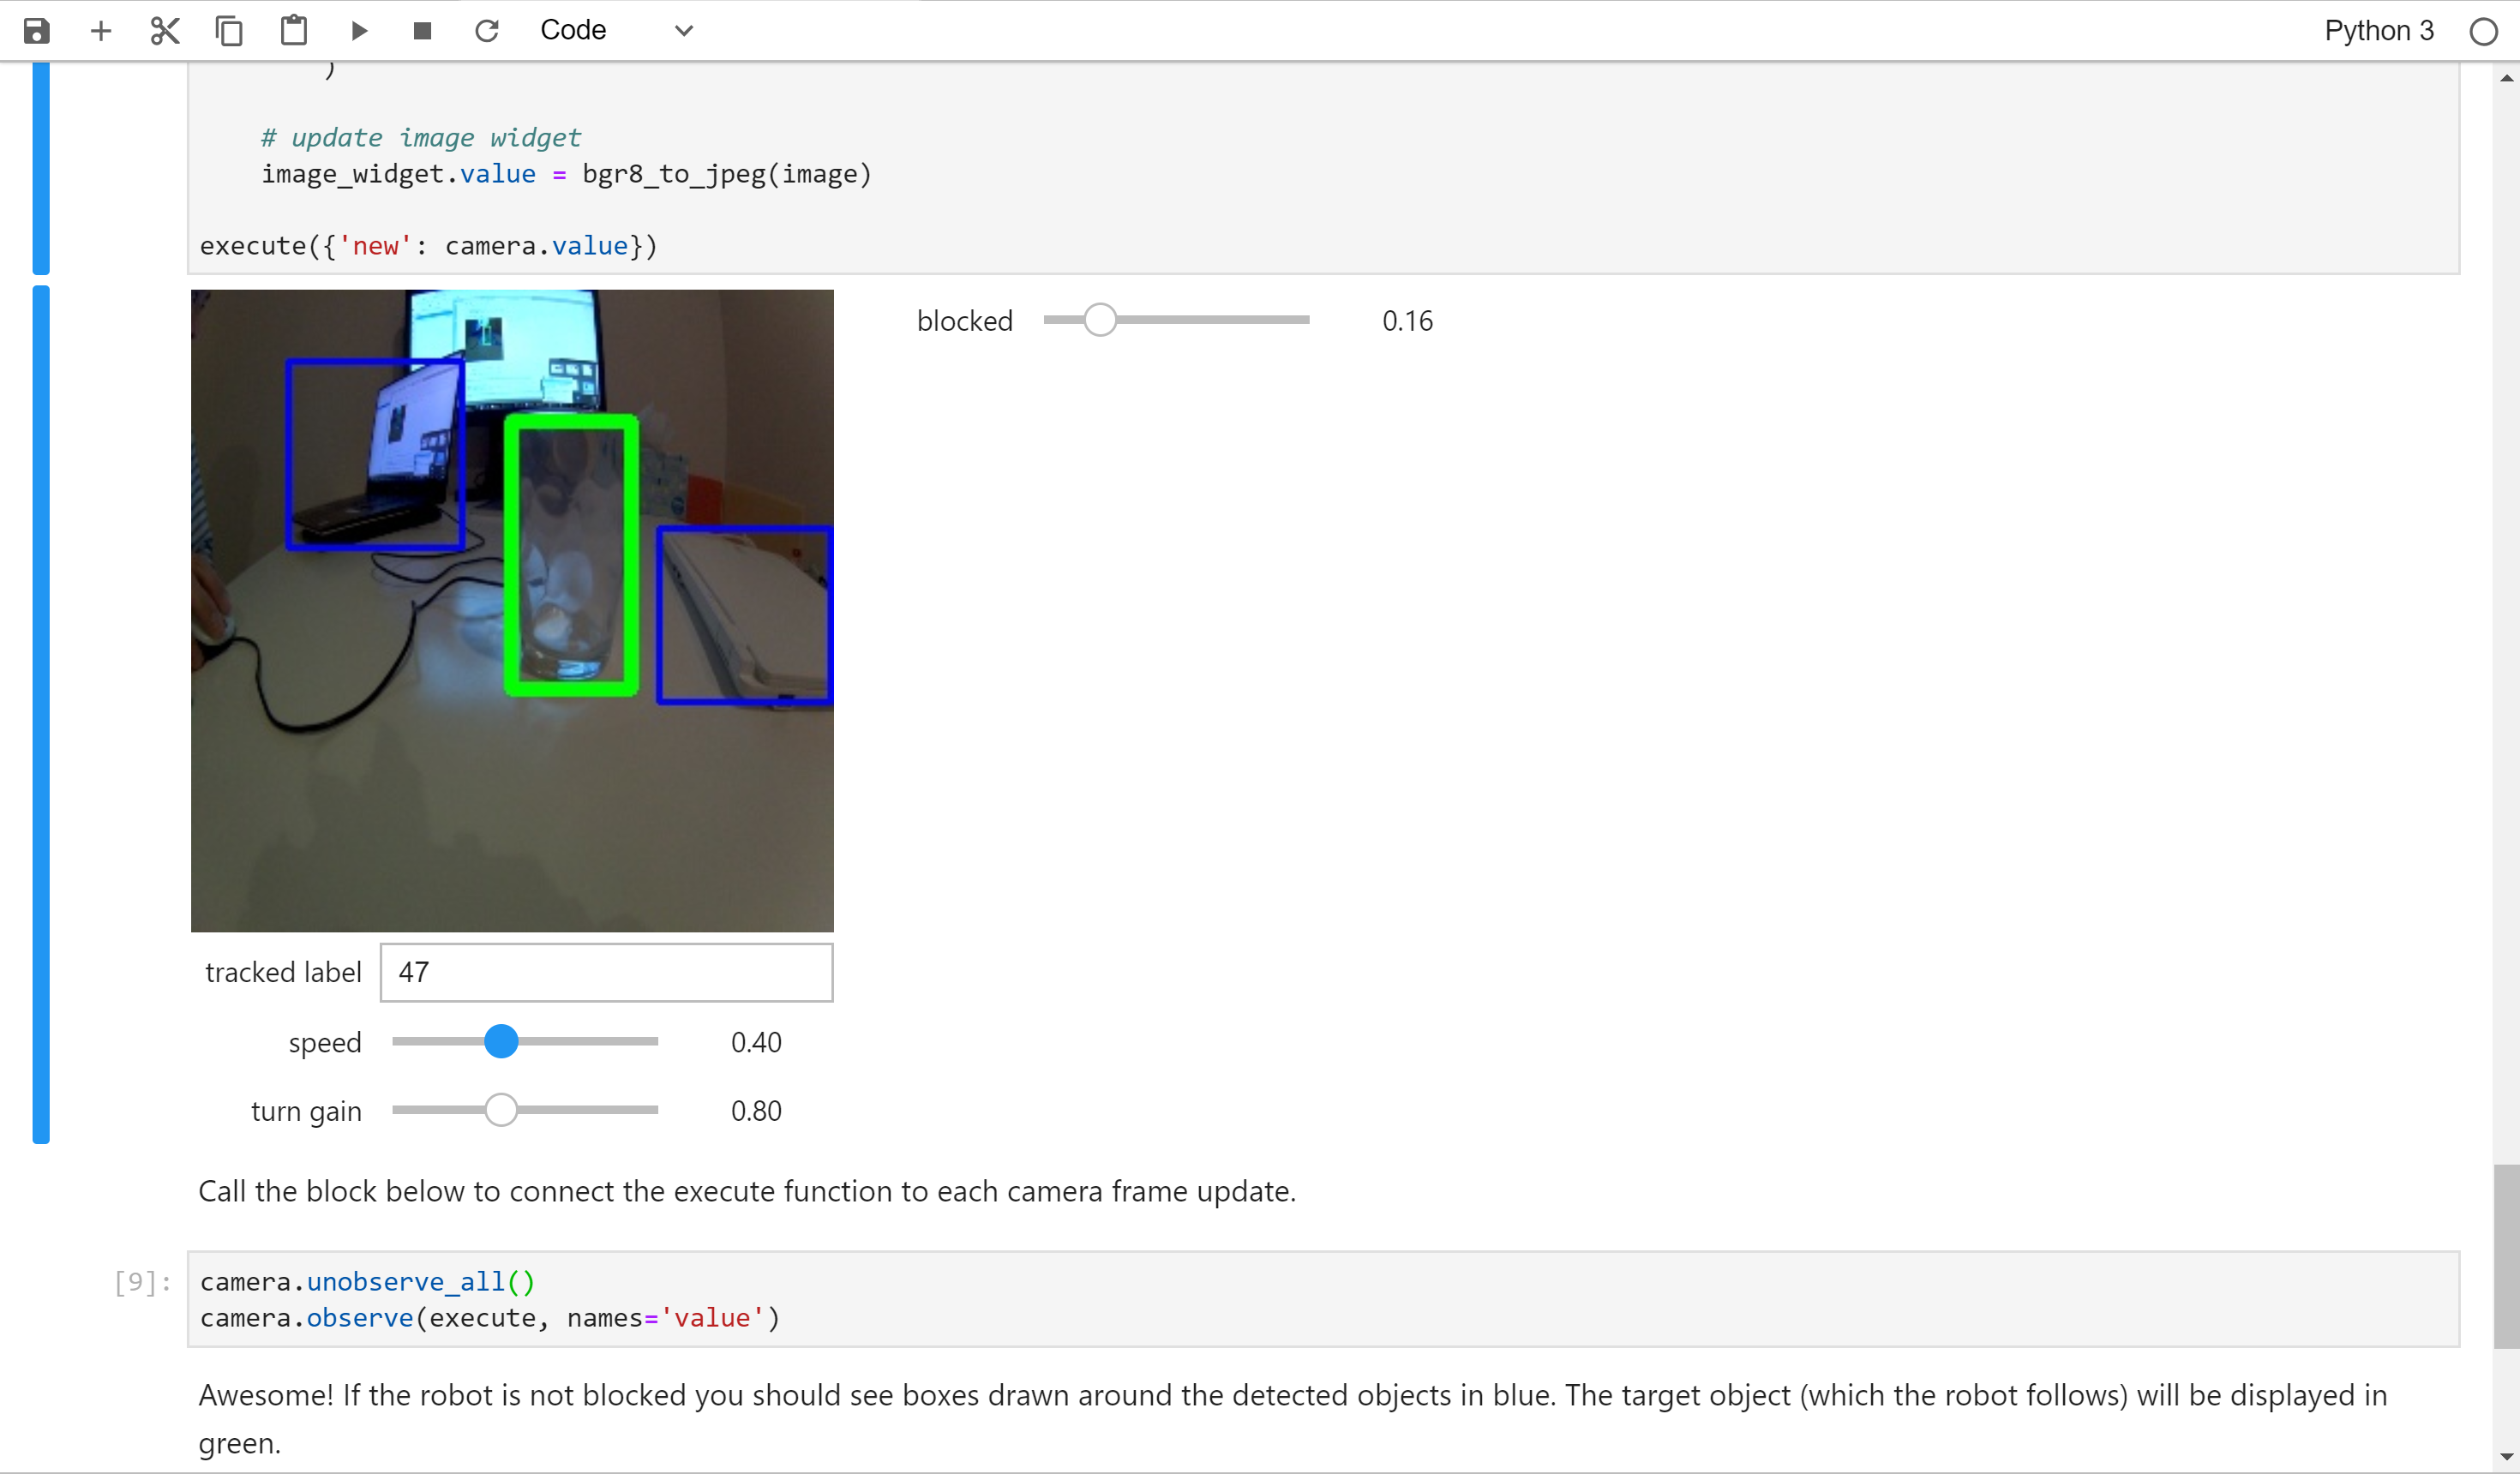 Code
Python 3
)
# update image widget
image_widget.value = bgr8_to_jpeg(image)
execute({'new': camera.value})
blocked 0.16
tracked label 47
speed 0.40
turn gain 0.80
Call the block below to connect the execute function to each camera frame update.
[9]:
camera.unobserve_all()
camera.observe(execute, names='value')
Awesome! If the robot is not blocked you should see boxes drawn around the detected objects in blue. The target object (which the robot follows) will be displayed in
green.